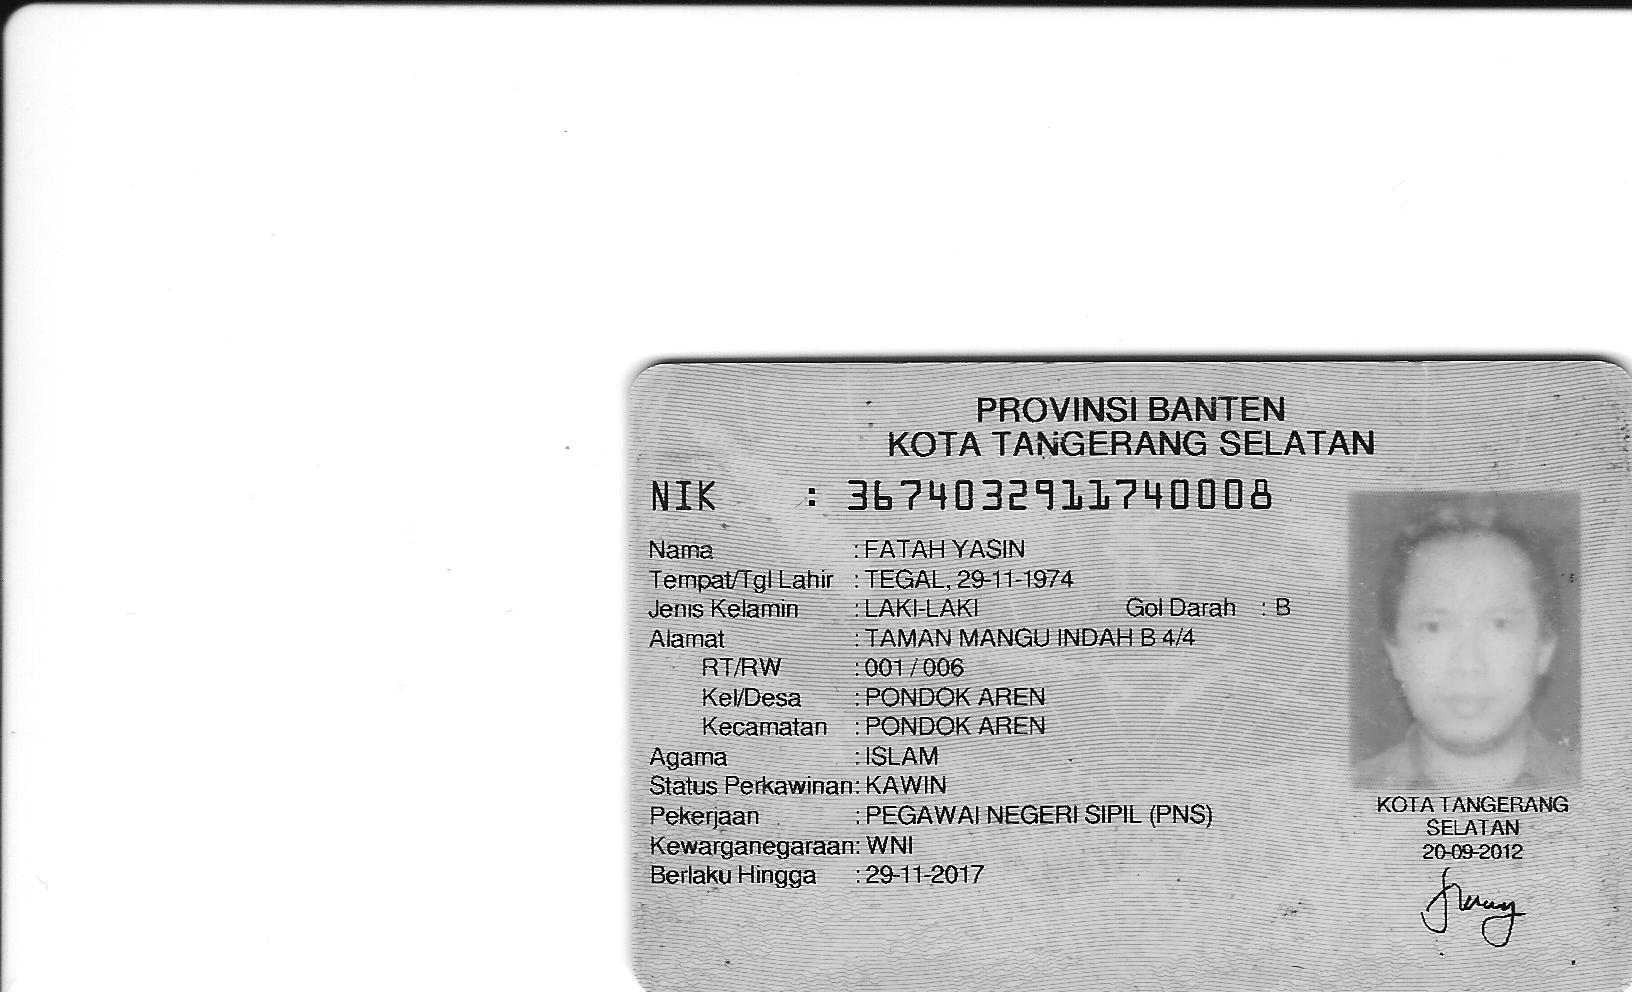 PROVINSI BANTEN
KOTA TANGERANG SELATAN
NIK : 3674032911740008
Nama : FATAH YASIN
Tempat/Tgl Lahir : TEGAL, 29-11-1974
Jenis Kelamin : LAKI-LAKI Gol Darah : B
Alamat : TAMAN MANGU INDAH B 4/4
RT/RW : 001 / 006
Kel/Desa : PONDOK AREN
Kecamatan : PONDOK AREN
Agama : ISLAM
Status Perkawinan: KAWIN
Pekerjaan : PEGAWAI NEGERI SIPIL (PNS)
Kewarganegaraan: WNI
Berlaku Hingga : 29-11-2017
KOTA TANGERANG
SELATAN
20-09-2012